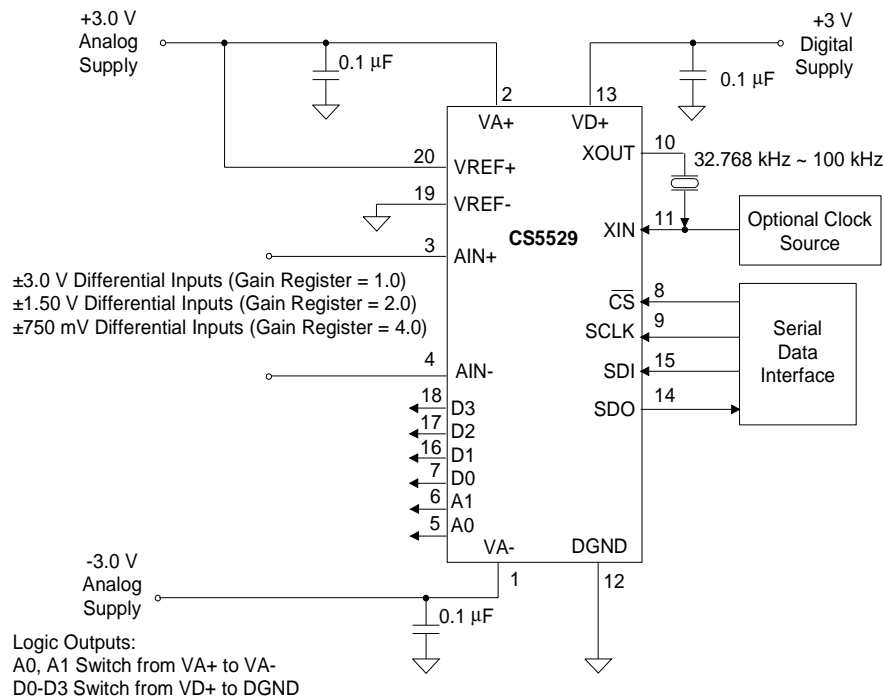 +3.0 V
Analog
Supply
+3 V
Digital
Supply
0.1 µF
0.1 µF
2
13
VA+
VD+
XOUT
10
32.768 kHz ~ 100 kHz
20
VREF+
19
VREF-
CS5529
XIN
11
Optional Clock
Source
3
AIN+
±3.0 V Differential Inputs (Gain Register = 1.0)
±1.50 V Differential Inputs (Gain Register = 2.0)
±750 mV Differential Inputs (Gain Register = 4.0)
CS
8
SCLK
9
SDI
15
SDO
14
Serial
Data
Interface
4
AIN-
18
D3
17
D2
16
D1
7
D0
6
A1
5
A0
VA-
DGND
1
12
-3.0 V
Analog
Supply
0.1 µF
Logic Outputs:
A0, A1 Switch from VA+ to VA-
D0-D3 Switch from VD+ to DGND